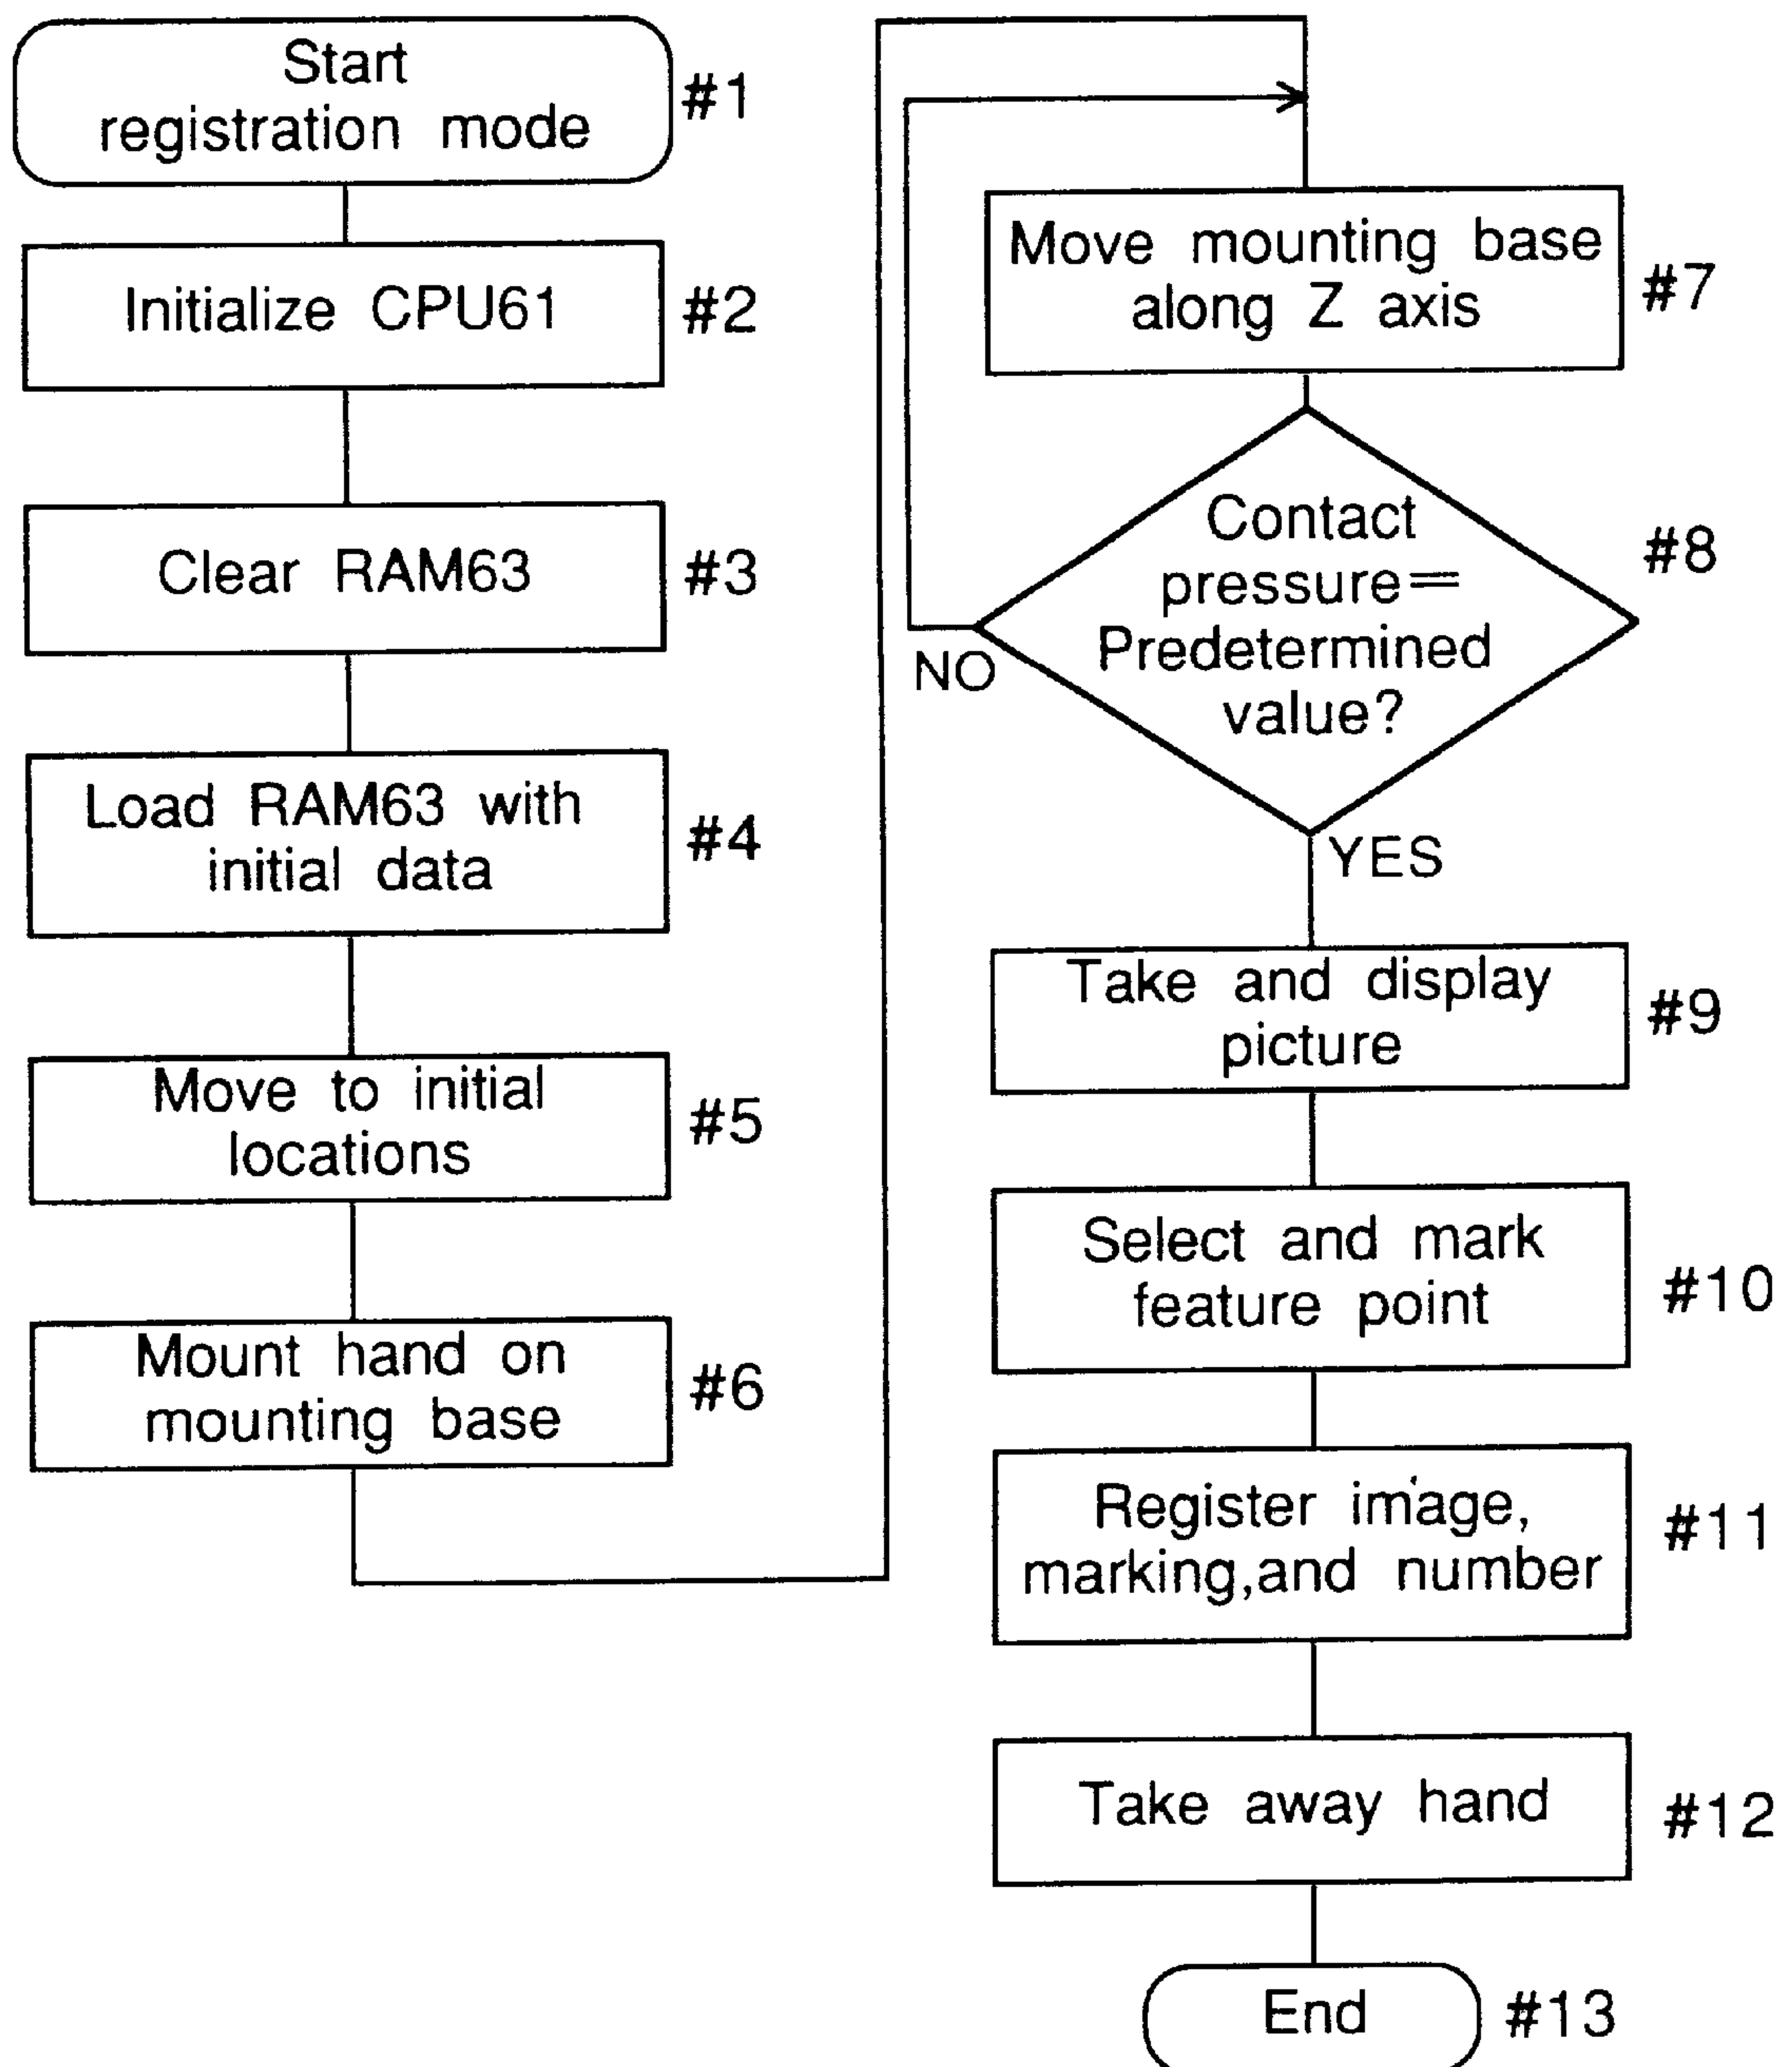 Start
registration mode
#1
Initialize CPU61
#2
Clear RAM63
#3
Load RAM63 with
initial data
#4
Move to initial
locations
#5
Mount hand on
mounting base
#6
Move mounting base
along Z axis
#7
Contact
pressure=
Predetermined
value?
#8
NO
YES
Take and display
picture
#9
Select and mark
feature point
#10
Register image,
marking,and number
#11
Take away hand
#12
End
#13